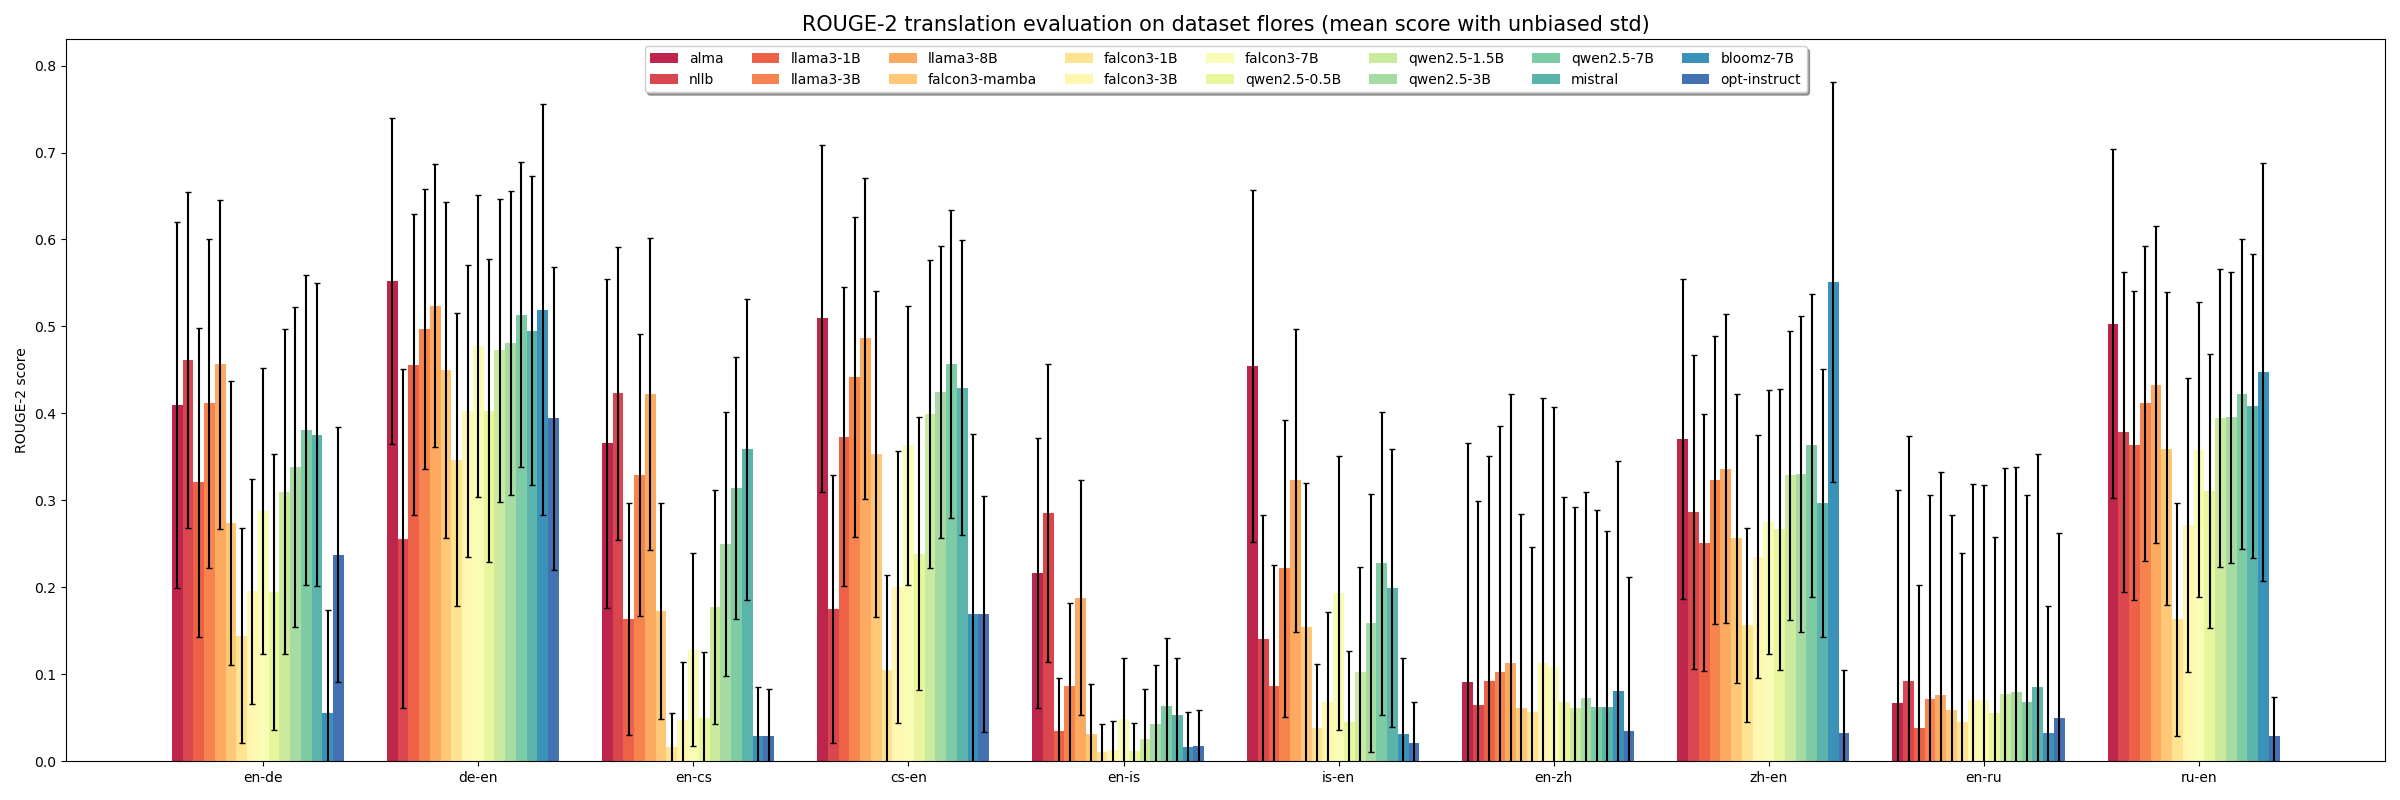 ROUGE-2 translation evaluation on dataset flores (mean score with unbiased std)
alma llama3-1B llama3-8B falcon3-1B falcon3-7B qwen2.5-1.5B qwen2.5-7B bloomz-7B
nllb llama3-3B falcon3-mamba falcon3-3B qwen2.5-0.5B qwen2.5-3B mistral opt-instruct
ROUGE-2 score
0.8
0.7
0.6
0.5
0.4
0.3
0.2
0.1
0.0
en-de de-en en-cs cs-en en-is is-en en-zh zh-en en-ru ru-en